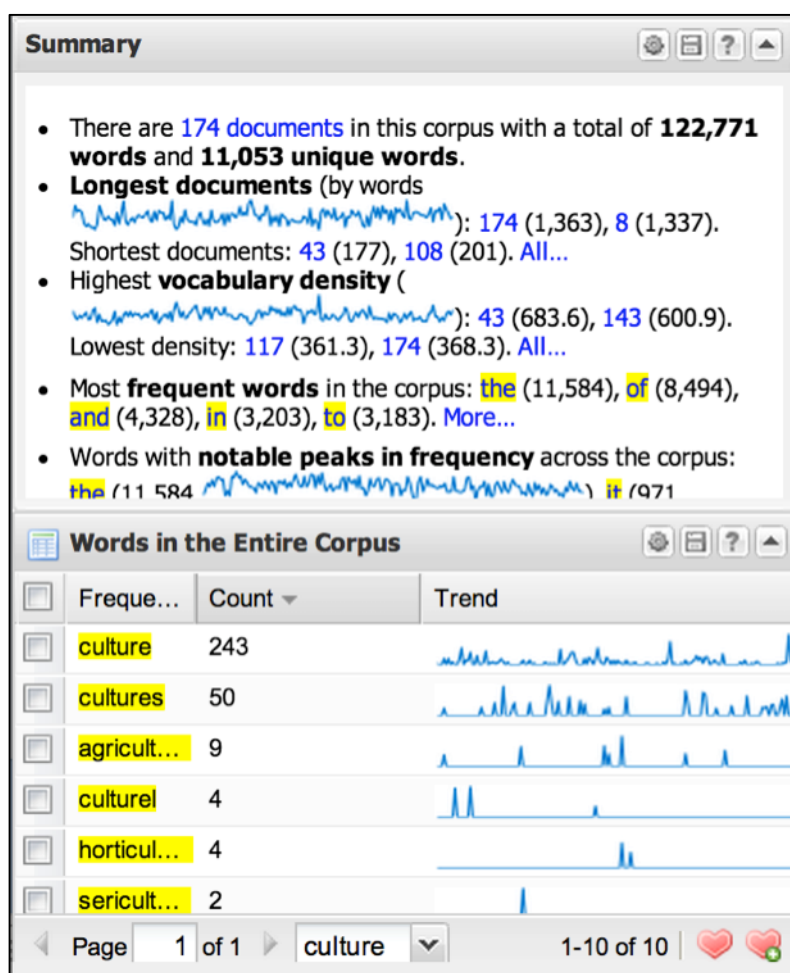 Summary
• There are 174 documents in this corpus with a total of 122,771
words and 11,053 unique words.
• Longest documents (by words
): 174 (1,363), 8 (1,337).
Shortest documents: 43 (177), 108 (201). All...
• Highest vocabulary density (
): 43 (683.6), 143 (600.9).
Lowest density: 117 (361.3), 174 (368.3). All...
• Most frequent words in the corpus: the (11,584), of (8,494),
and (4,328), in (3,203), to (3,183). More...
• Words with notable peaks in frequency across the corpus:
the (11,584 ), it (971
Words in the Entire Corpus
Freque... Count Trend
culture 243
cultures 50
agricult... 9
culturel 4
horticul... 4
sericult... 2
Page 1 of 1 culture 1-10 of 10